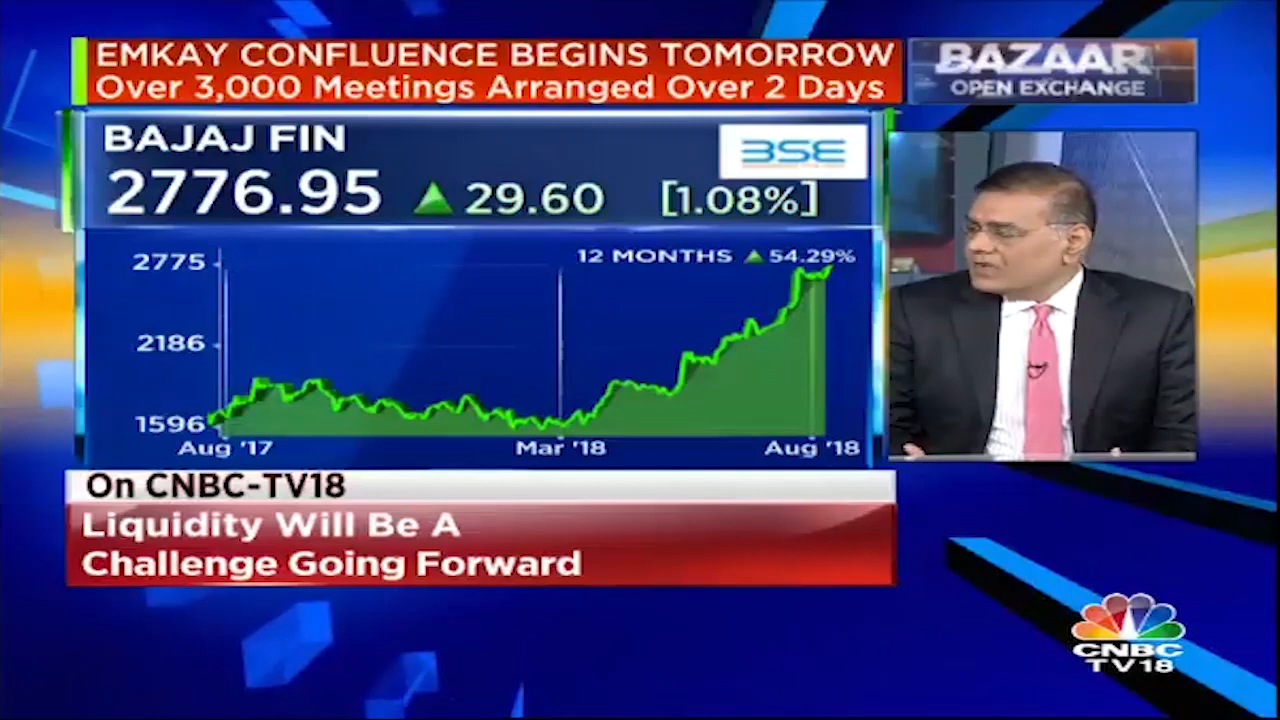 EMKAY CONFLUENCE BEGINS TOMORROW
Over 3,000 Meetings Arranged Over 2 Days
BAZAAR
OPEN EXCHANGE
BAJAJ FIN
BSE
2776.95 ▲ 29.60 [1.08%]
12 MONTHS ▲ 54.29%
2775
2186
1596
Aug '17 Mar '18 Aug '18
On CNBC-TV18
Liquidity Will Be A
Challenge Going Forward
CNBC
TV18